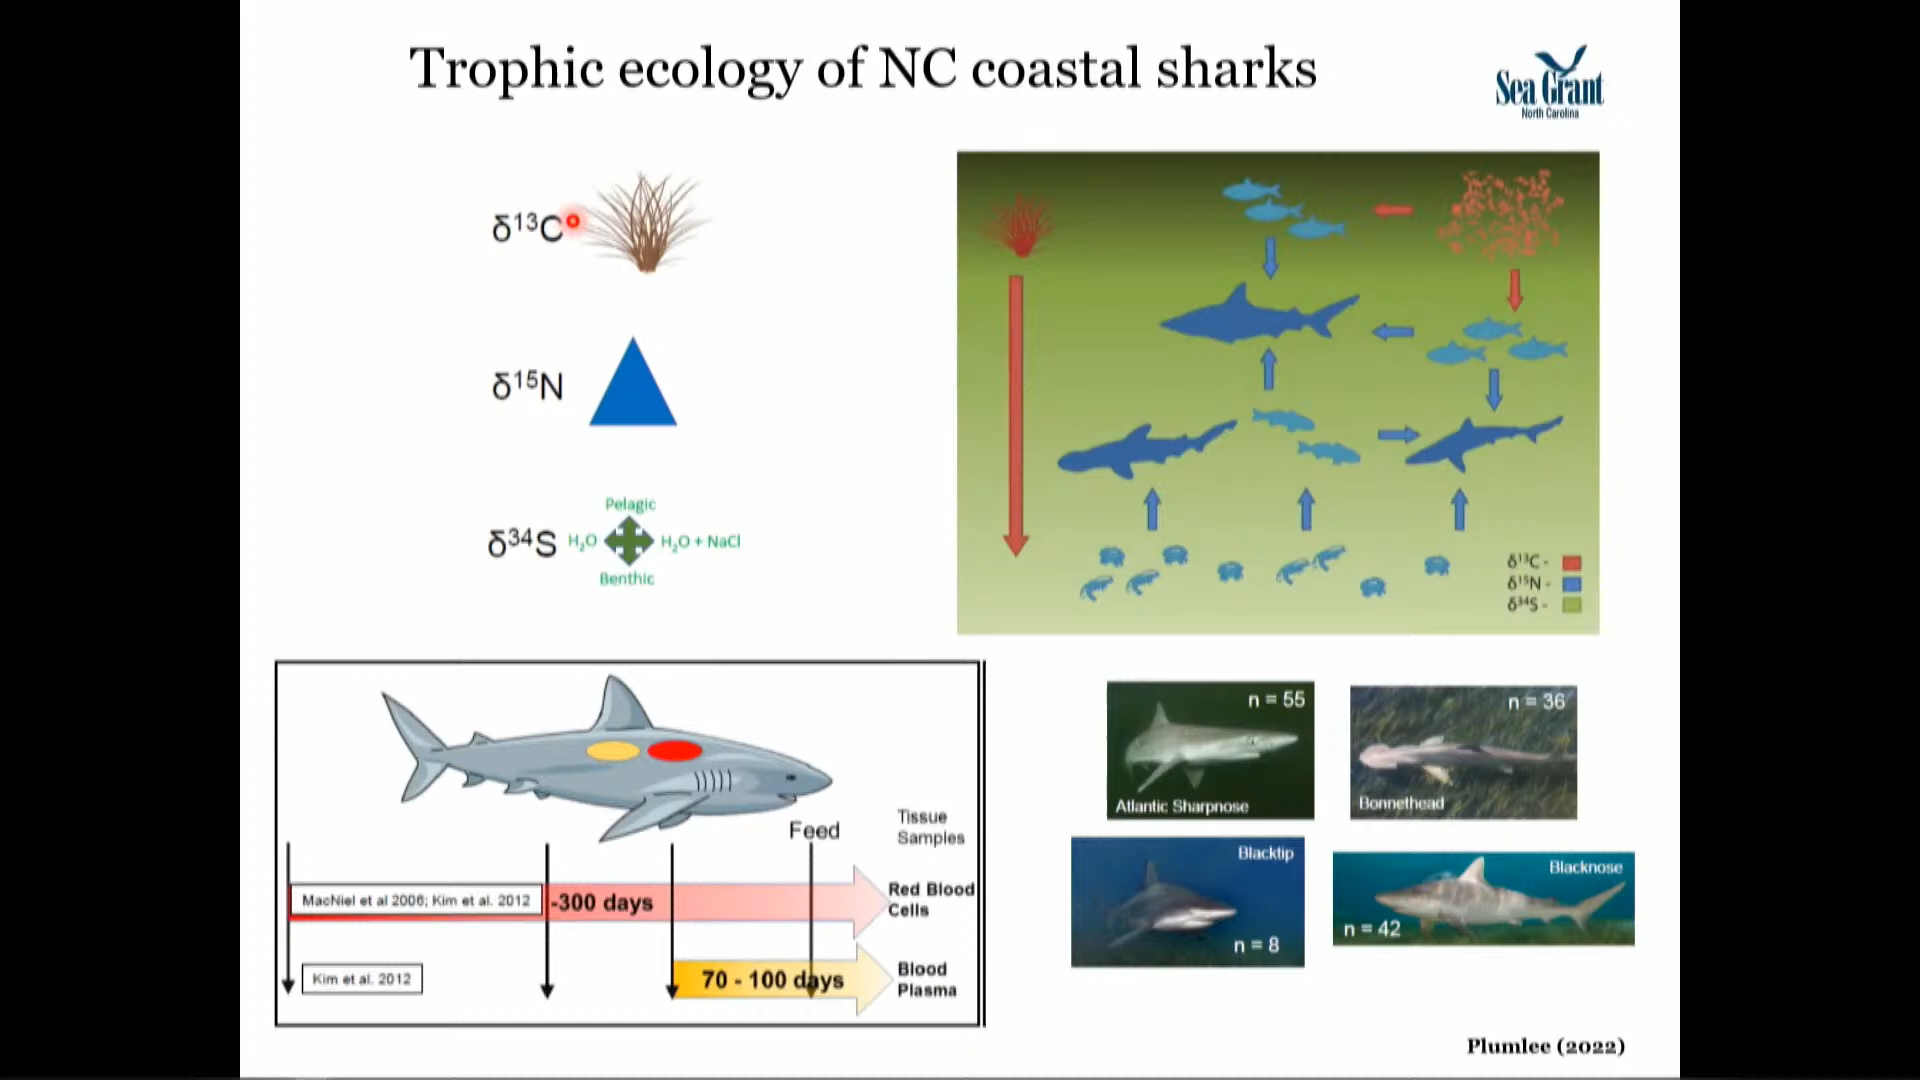 Trophic ecology of NC coastal sharks
Sea Grant
North Carolina
δ¹³C
δ¹⁵N
δ³⁴S
Pelagic
H₂O
H₂O + NaCl
Benthic
δ¹³C -
δ¹⁵N -
δ³⁴S -
Feed
Tissue
Samples
MacNiel et al 2006; Kim et al. 2012
-300 days
Red Blood
Cells
Kim et al. 2012
70 - 100 days
Blood
Plasma
n = 55
Atlantic Sharpnose
n = 36
Bonnethead
Blacktip
n = 8
Blacknose
n = 42
Plumlee (2022)